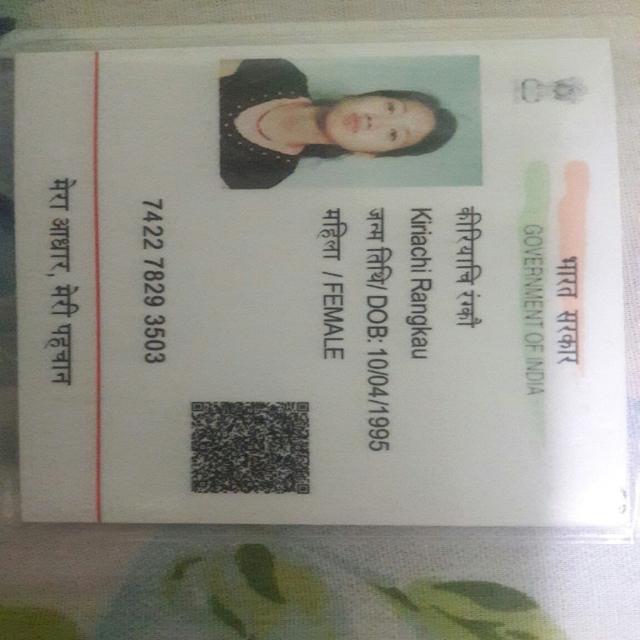 भारत सरकार
GOVERNMENT OF INDIA
कीरियाचि रंकौ
Kiriachi Rangkau
जन्म तिथि/ DOB: 10/04/1995
महिला / FEMALE
7422 7829 3503
मेरा आधार, मेरी पहचान